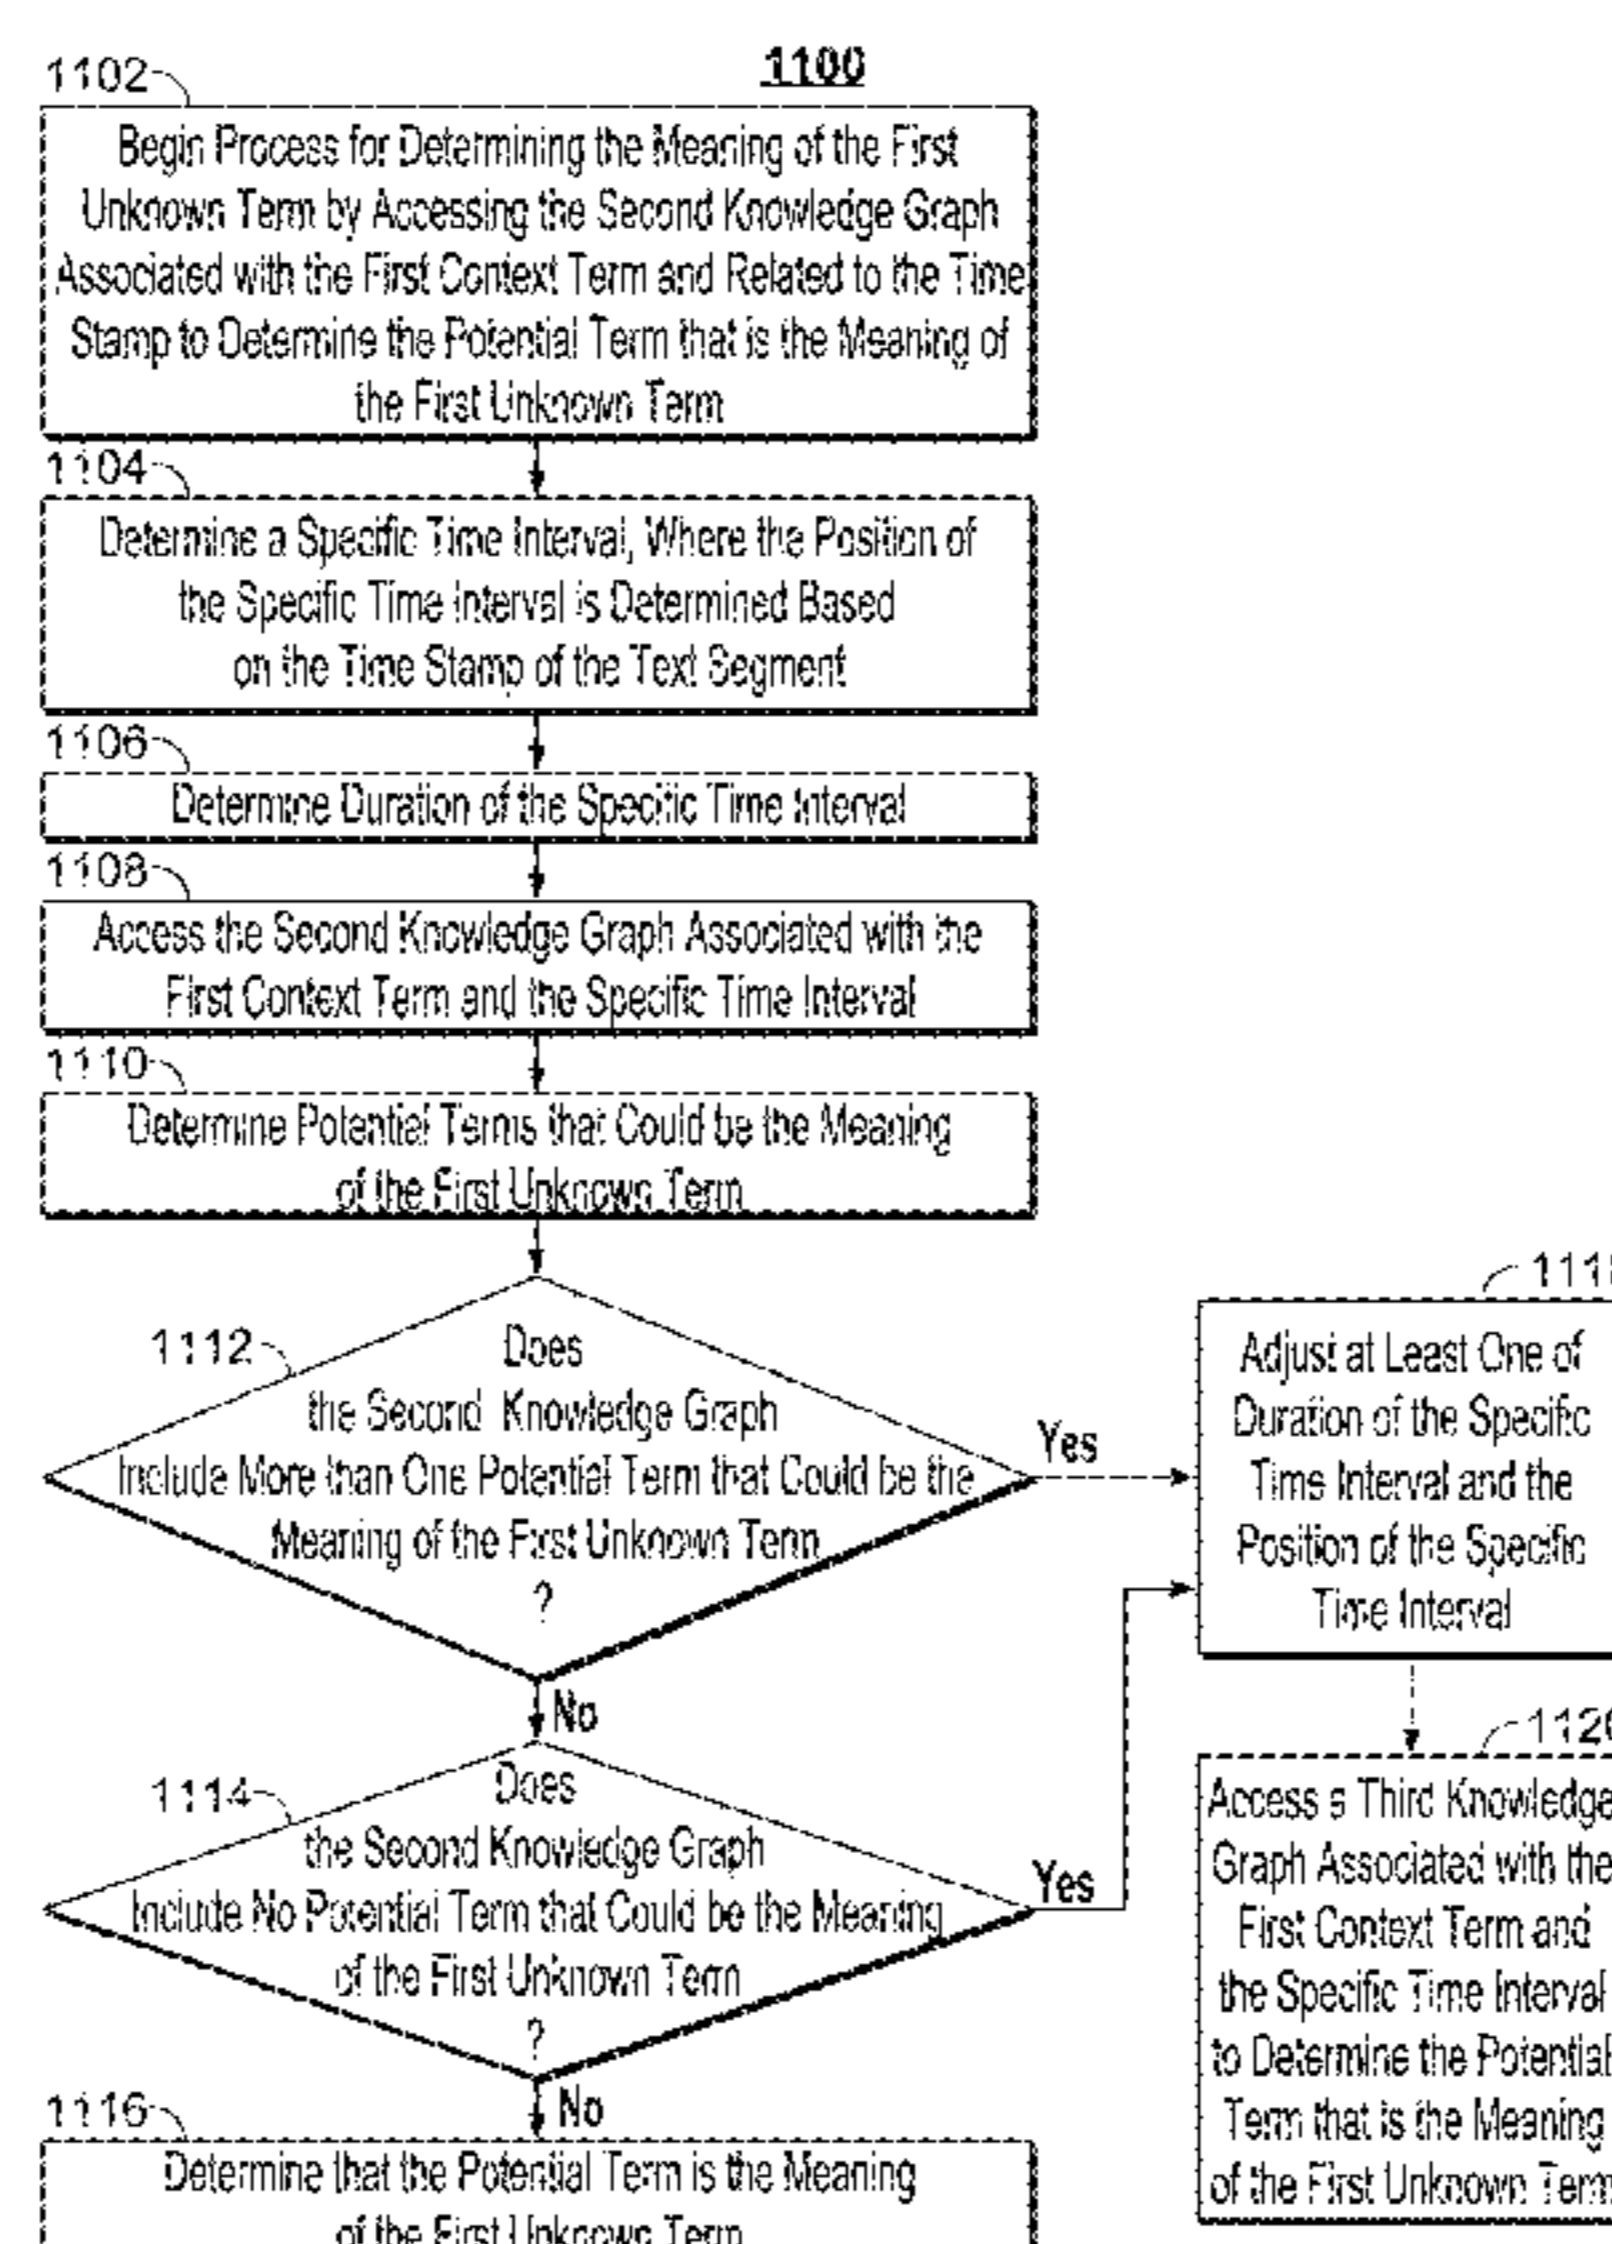 1100
1102
Begin Process for Determining the Meaning of the First
Unknown Term by Accessing the Second Knowledge Graph
Associated with the First Context Term and Related to the Time
Stamp to Determine the Potential Term that is the Meaning of
the First Unknown Term
1104
Determine a Specific Time Interval, Where the Position of
the Specific Time Interval is Determined Based
on the Time Stamp of the Text Segment
1106
Determine Duration of the Specific Time Interval
1108
Access the Second Knowledge Graph Associated with the
First Context Term and the Specific Time Interval
1110
Determine Potential Terms that Could be the Meaning
of the First Unknown Term
1112
Does
the Second Knowledge Graph
Include More than One Potential Term that Could be the
Meaning of the First Unknown Term
?
Yes
No
1114
Does
the Second Knowledge Graph
Include No Potential Term that Could be the Meaning
of the First Unknown Term
?
Yes
No
1116
Determine that the Potential Term is the Meaning
of the First Unknown Term
Adjust at Least One of
Duration of the Specific
Time Interval and the
Position of the Specific
Time Interval
1120
Access a Third Knowledge
Graph Associated with the
First Context Term and
the Specific Time Interval
to Determine the Potential
Term that is the Meaning
of the First Unknown Term